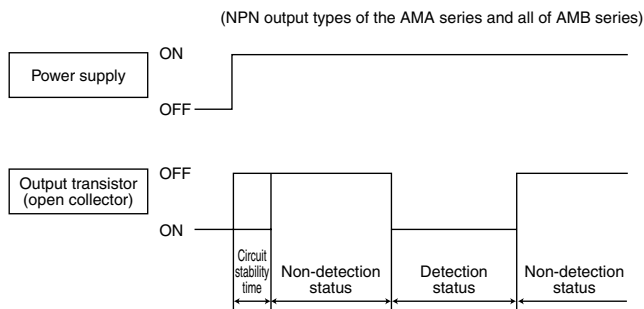 (NPN output types of the AMA series and all of AMB series)
ON
Power supply
OFF
OFF
Output transistor
(open collector)
ON
Circuit
stability
time
Non-detection
status
Detection
status
Non-detection
status